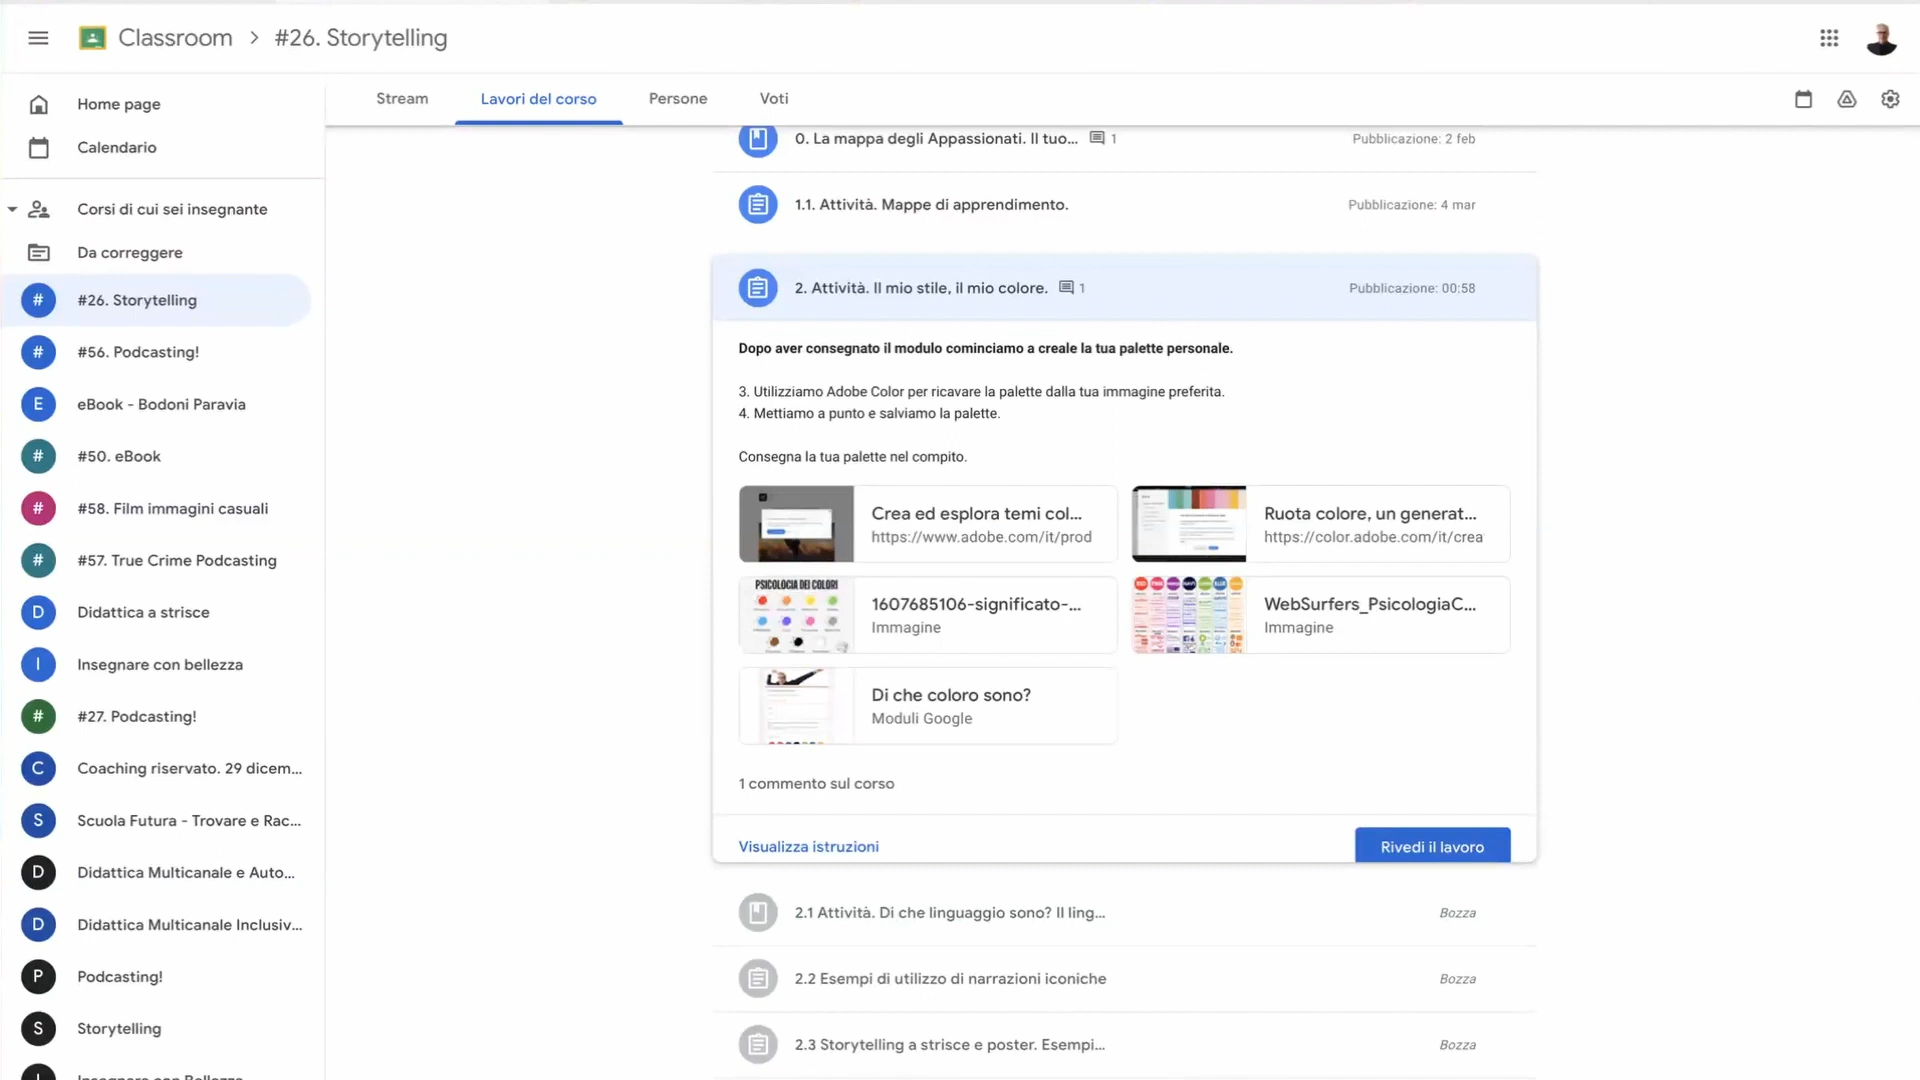 Classroom > #26. Storytelling
Home page
Calendario
Corsi di cui sei insegnante
Da correggere
# #26. Storytelling
# #56. Podcasting!
E eBook - Bodoni Paravia
# #50. eBook
# #58. Film immagini casuali
# #57. True Crime Podcasting
D Didattica a strisce
I Insegnare con bellezza
# #27. Podcasting!
C Coaching riservato. 29 dicem...
S Scuola Futura - Trovare e Rac...
D Didattica Multicanale e Auto...
D Didattica Multicanale Inclusiv...
P Podcasting!
S Storytelling
Stream Lavori del corso Persone Voti
0. La mappa degli Appassionati. Il tuo... 1 Pubblicazione: 2 feb
1.1. Attività. Mappe di apprendimento. Pubblicazione: 4 mar
2. Attività. Il mio stile, il mio colore. 1 Pubblicazione: 00:58
Dopo aver consegnato il modulo cominciamo a creale la tua palette personale.
3. Utilizziamo Adobe Color per ricavare la palette dalla tua immagine preferita.
4. Mettiamo a punto e salviamo la palette.
Consegna la tua palette nel compito.
Crea ed esplora temi col...
https://www.adobe.com/it/prod
Ruota colore, un generat...
https://color.adobe.com/it/crea
PSICOLOGIA DEI COLORI
1607685106-significato-...
Immagine
WebSurfers_PsicologiaC...
Immagine
Di che coloro sono?
Moduli Google
1 commento sul corso
Visualizza istruzioni Rivedi il lavoro
2.1 Attività. Di che linguaggio sono? Il ling... Bozza
2.2 Esempi di utilizzo di narrazioni iconiche Bozza
2.3 Storytelling a strisce e poster. Esempi... Bozza